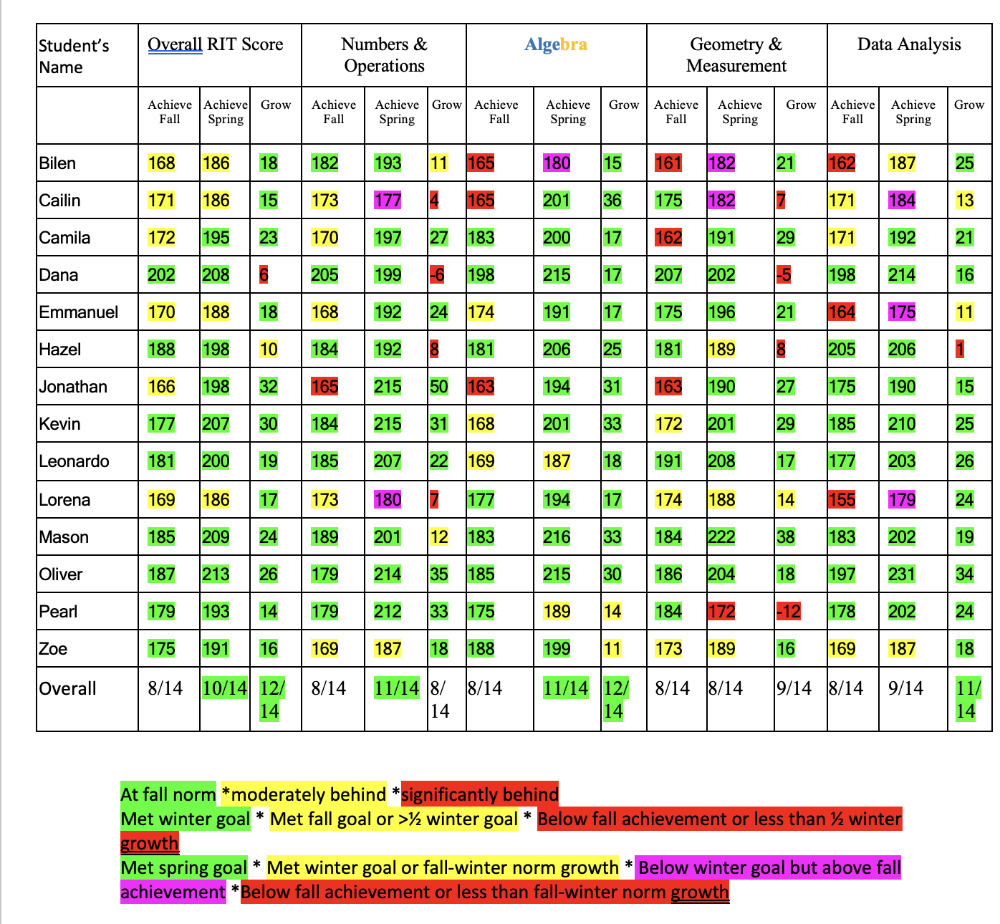 Student's Name Overall RIT Score Numbers & Operations Algebra Geometry & Measurement Data Analysis
Achieve Fall Achieve Spring Grow Achieve Fall Achieve Spring Grow Achieve Fall Achieve Spring Grow Achieve Fall Achieve Spring Grow Achieve Fall Achieve Spring Grow
Bilen 168 186 18 182 193 11 165 180 15 161 182 21 162 187 25
Cailin 171 186 15 173 177 4 165 201 36 175 182 7 171 184 13
Camila 172 195 23 170 197 27 183 200 17 162 191 29 171 192 21
Dana 202 208 6 205 199 -6 198 215 17 207 202 -5 198 214 16
Emmanuel 170 188 18 168 192 24 174 191 17 175 196 21 164 175 11
Hazel 188 198 10 184 192 8 181 206 25 181 189 8 205 206 1
Jonathan 166 198 32 165 215 50 163 194 31 163 190 27 175 190 15
Kevin 177 207 30 184 215 31 168 201 33 172 201 29 185 210 25
Leonardo 181 200 19 185 207 22 169 187 18 191 208 17 177 203 26
Lorena 169 186 17 173 180 7 177 194 17 174 188 14 155 179 24
Mason 185 209 24 189 201 12 183 216 33 184 222 38 183 202 19
Oliver 187 213 26 179 214 35 185 215 30 186 204 18 197 231 34
Pearl 179 193 14 179 212 33 175 189 14 184 172 -12 178 202 24
Zoe 175 191 16 169 187 18 188 199 11 173 189 16 169 187 18
Overall 8/14 10/14 12/14 8/14 11/14 8/14 8/14 11/14 12/14 8/14 8/14 9/14 8/14 9/14 11/14
At fall norm *moderately behind *significantly behind
Met winter goal * Met fall goal or >½ winter goal * Below fall achievement or less than ½ winter
growth
Met spring goal * Met winter goal or fall-winter norm growth * Below winter goal but above fall
achievement *Below fall achievement or less than fall-winter norm growth